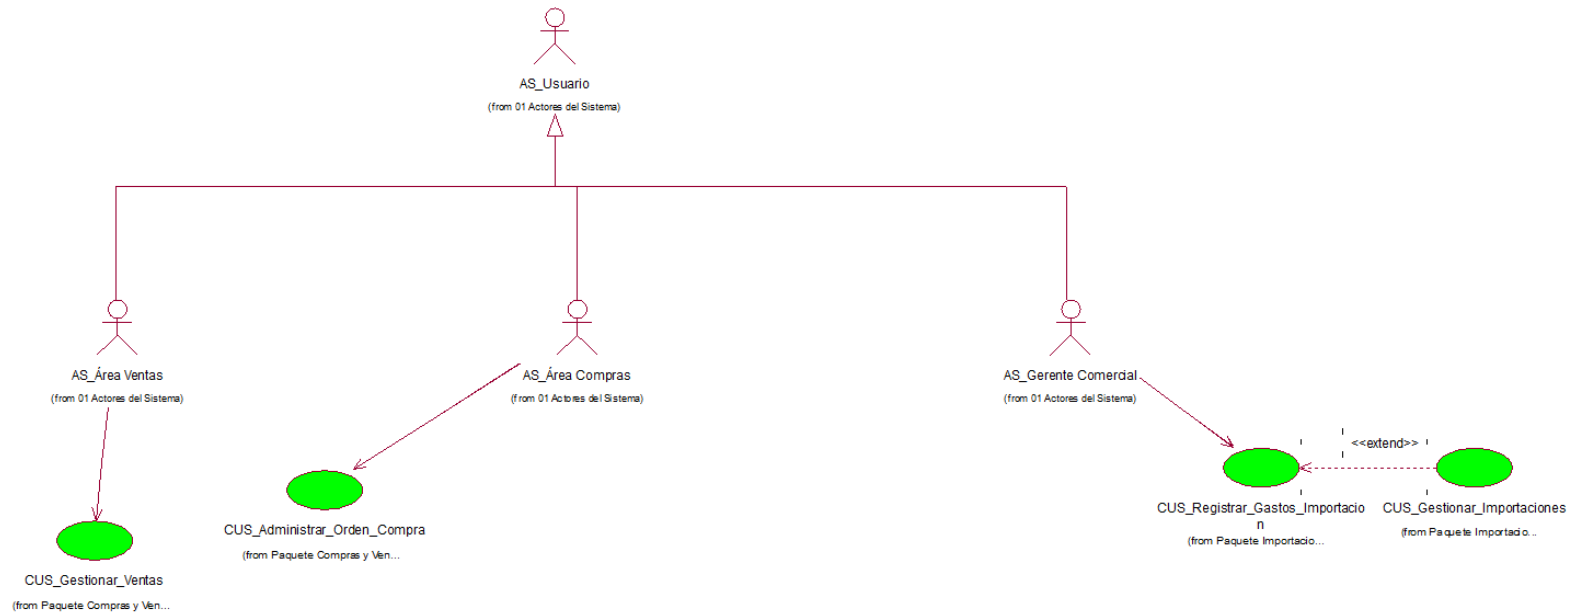 AS_Usuario
(from 01 Actores del Sistema)
AS_Área Ventas
(from 01 Actores del Sistema)
AS_Área Compras
(from 01 Actores del Sistema)
AS_Gerente Comercial
(from 01 Actores del Sistema)
<<extend>>
CUS_Registrar_Gastos_Importacio
n
(from Paquete Importacio...
CUS_Gestionar_Importaciones
(from Paquete Importacio...
CUS_Administrar_Orden_Compra
(from Paquete Compras y Ven...
CUS_Gestionar_Ventas
(from Paquete Compras y Ven...